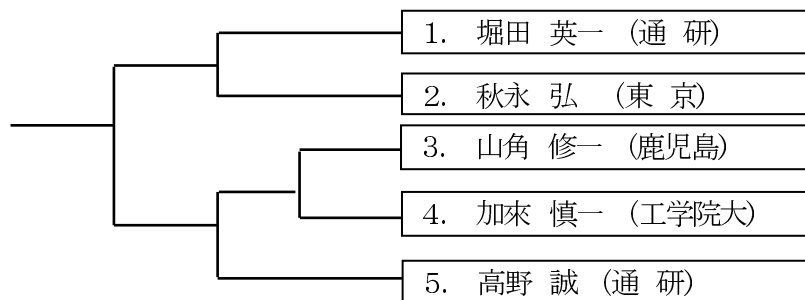 1． 堀田 英一 (通 研)
2． 秋永 弘 (東 京)
3． 山角 修一 (鹿児島)
4． 加來 慎一 (工学院大)
5． 高野 誠 (通 研)